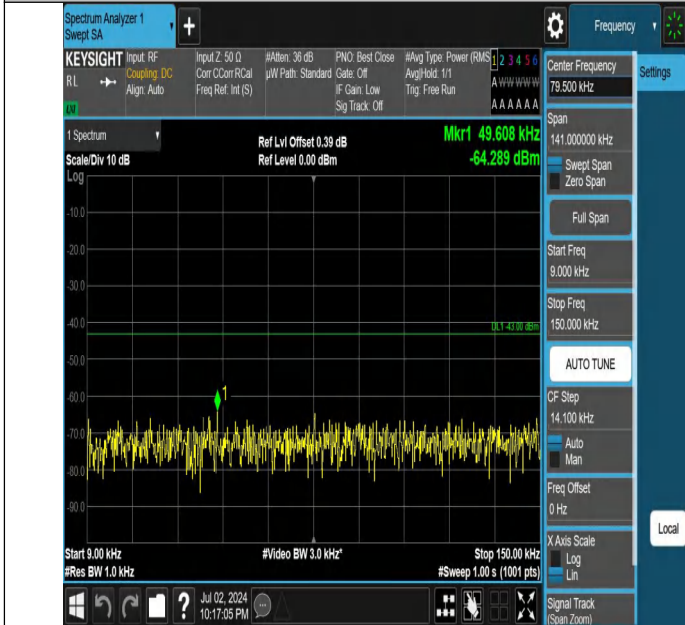 Spectrum Analyzer 1
Swept SA
+
Frequency
KEYSIGHT
RL
Input: RF
Coupling: DC
Align: Auto
Input Z: 50 Ω
Corr CCorr RCal
Freq Ref: Int (S)
#Atten: 36 dB
µW Path: Standard
PNO: Best Close
Gate: Off
IF Gain: Low
Sig Track: Off
#Avg Type: Power (RMS
Avg|Hold: 1/1
Trig: Free Run
1 2 3 4 5 6
A W W W W W
A A A A A A
1 Spectrum
Scale/Div 10 dB
Ref Lvl Offset 0.39 dB
Ref Level 0.00 dBm
Mkr1 49.608 kHz
-64.289 dBm
Log
-10.0
-20.0
-30.0
-40.0
DL1 -43.00 dBm
-50.0
-60.0
1
-70.0
-80.0
-90.0
Start 9.00 kHz
#Video BW 3.0 kHz*
Stop 150.00 kHz
#Res BW 1.0 kHz
#Sweep 1.00 s (1001 pts)
?
Jul 02, 2024
10:17:05 PM
Center Frequency
79.500 kHz
Span
141.000000 kHz
Swept Span
Zero Span
Full Span
Start Freq
9.000 kHz
Stop Freq
150.000 kHz
AUTO TUNE
CF Step
14.100 kHz
Auto
Man
Freq Offset
0 Hz
X Axis Scale
Log
Lin
Signal Track
(Span Zoom)
Settings
Local